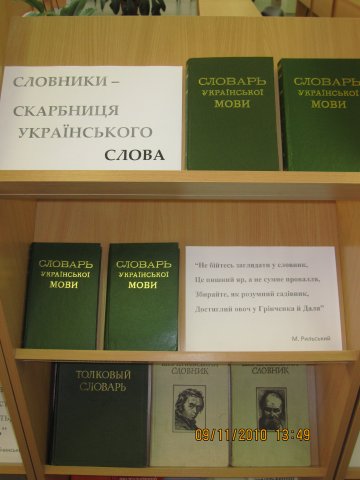 СЛОВНИКИ –
СКАРБНИЦЯ
УКРАЇНСЬКОГО
СЛОВА
СЛОВАРЬ
УКРАЇНСЬКОЇ
МОВИ
СЛОВАРЬ
УКРАЇНСЬКОЇ
МОВИ
СЛОВАРЬ
УКРАЇНСЬКОЇ
МОВИ
СЛОВАРЬ
УКРАЇНСЬКОЇ
МОВИ
“Не бійтесь заглядати у словник,
Це пишний яр, а не сумне провалля,
Збирайте, як розумний садівник,
Достиглий овоч у Грінченка й Даля”
М. Рильський
ТОЛКОВЫЙ
СЛОВАРЬ
СЛОВНИК
СЛОВНИК
09/11/2010 13:49